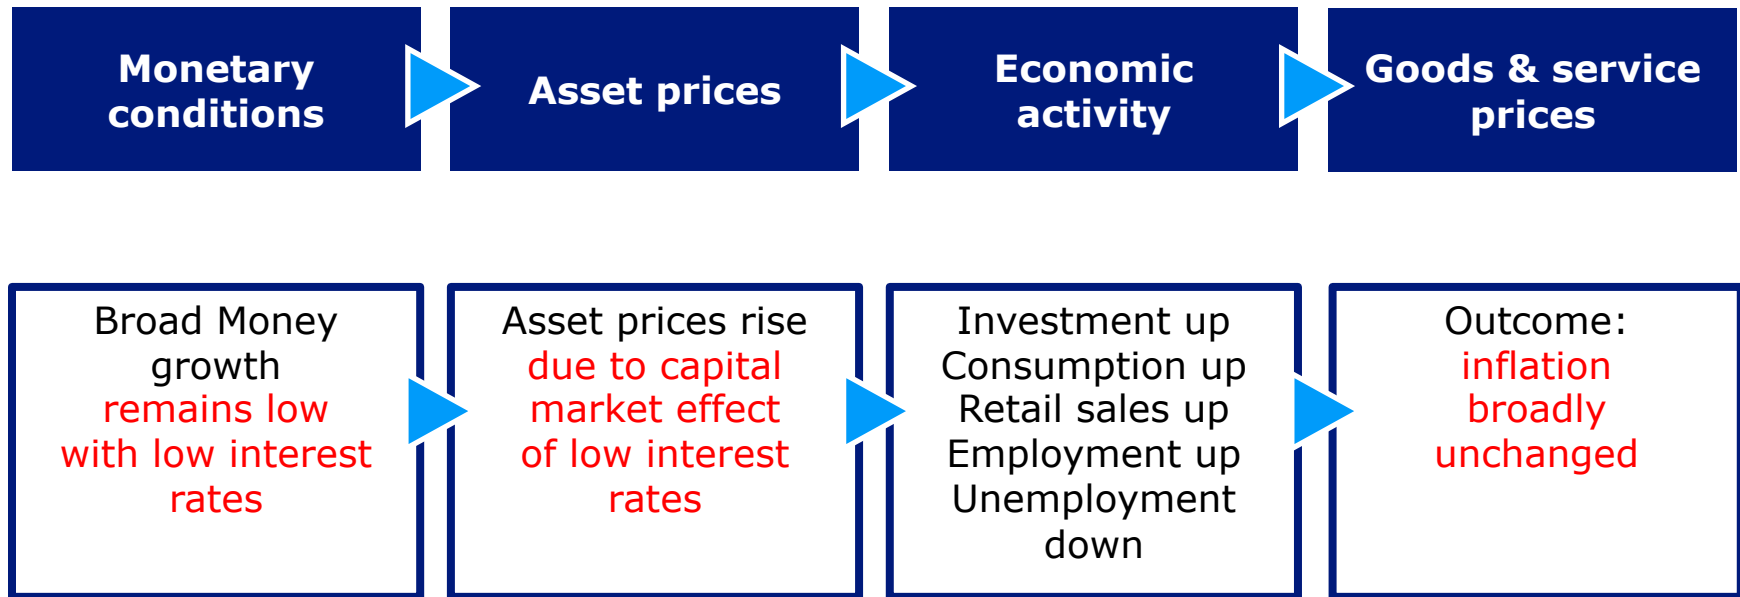 Monetary
conditions
Asset prices
Economic
activity
Goods & service
prices
Broad Money
growth
remains low
with low interest
rates
Asset prices rise
due to capital
market effect
of low interest
rates
Investment up
Consumption up
Retail sales up
Employment up
Unemployment
down
Outcome:
inflation
broadly
unchanged